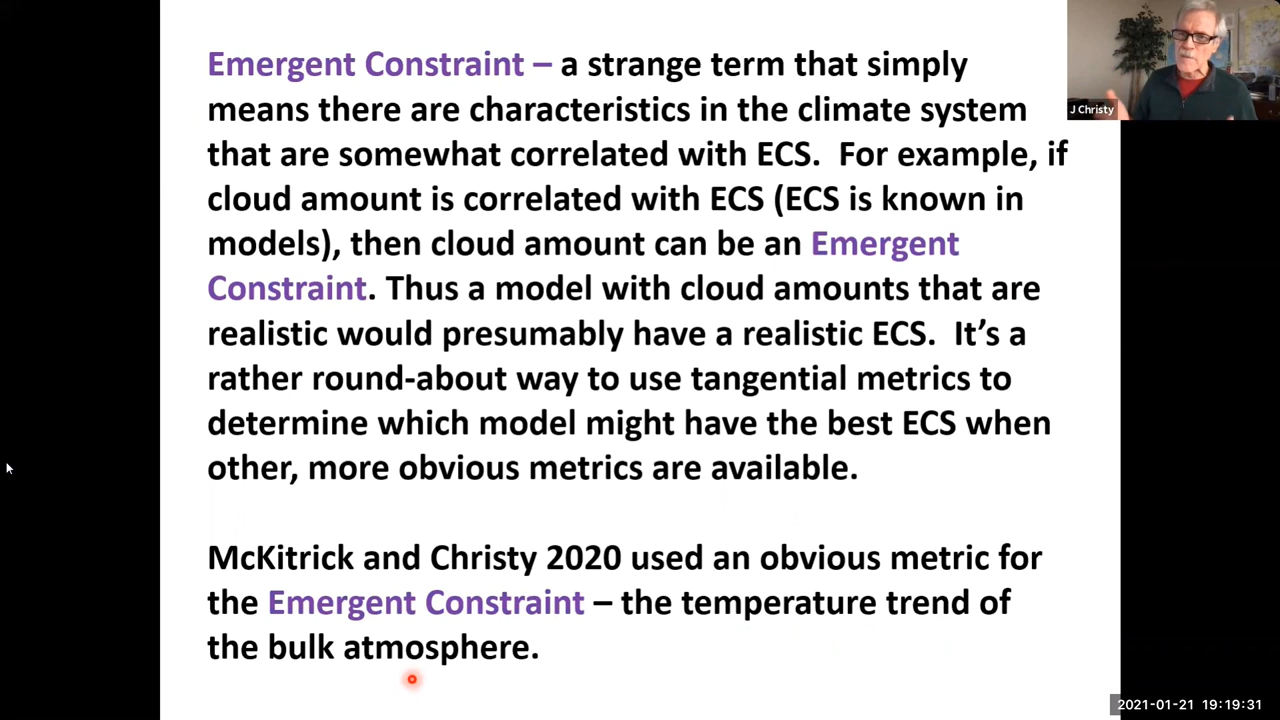 Emergent Constraint – a strange term that simply
means there are characteristics in the climate system
that are somewhat correlated with ECS.  For example, if
cloud amount is correlated with ECS (ECS is known in
models), then cloud amount can be an Emergent
Constraint. Thus a model with cloud amounts that are
realistic would presumably have a realistic ECS.  It’s a
rather round-about way to use tangential metrics to
determine which model might have the best ECS when
other, more obvious metrics are available.
McKitrick and Christy 2020 used an obvious metric for
the Emergent Constraint – the temperature trend of
the bulk atmosphere.
J Christy
2021-01-21 19:19:31